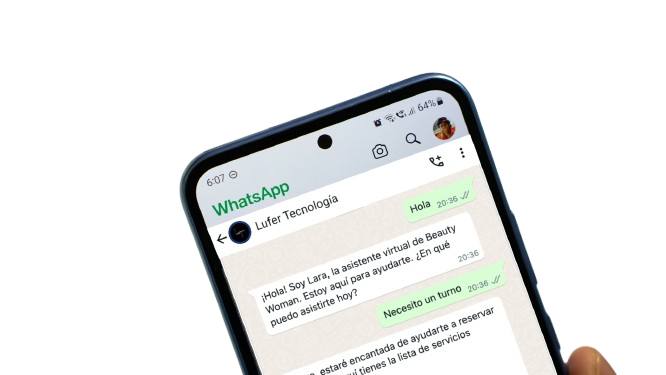 6:07
64%
WhatsApp
Lufer Tecnología
Hola 20:36
¡Hola! Soy Lara, la asistente virtual de Beauty
Woman. Estoy aquí para ayudarte. ¿En qué
puedo asistirte hoy?
20:36
Necesito un turno 20:36
estaré encantada de ayudarte a reservar
tienes la lista de servicios